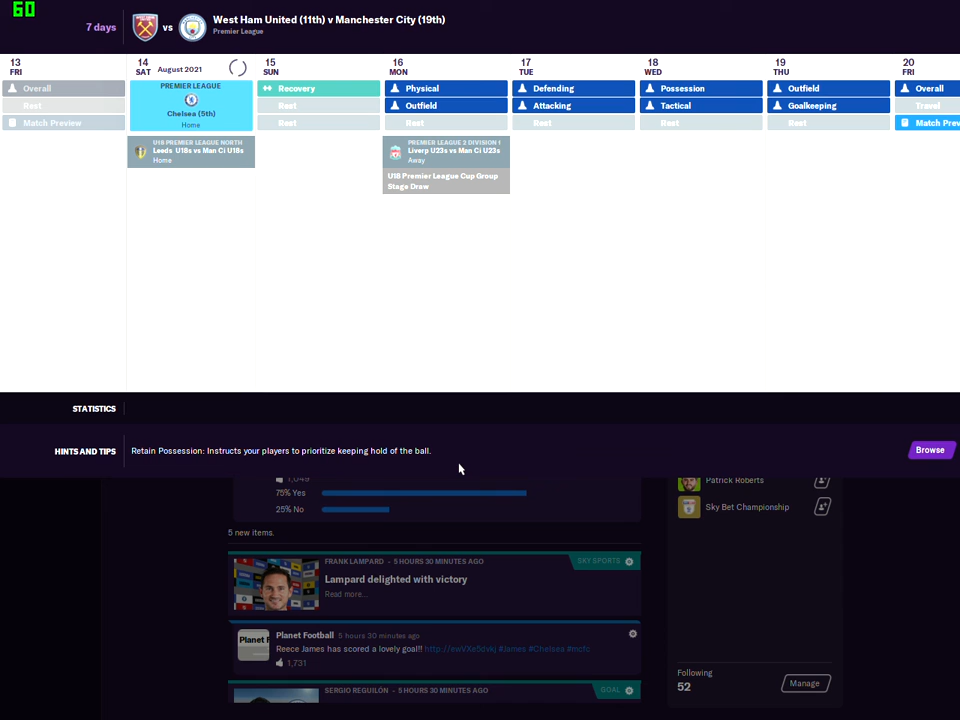 60
7 days
vs
West Ham United (11th) v Manchester City (19th)
Premier League
13
FRI
14
SAT
August 2021
15
SUN
16
MON
17
TUE
18
WED
19
THU
20
FRI
Overall
Rest
Match Preview
PREMIER LEAGUE
Chelsea (5th)
Home
Recovery
Rest
Rest
Physical
Outfield
Rest
Defending
Attacking
Rest
Possession
Tactical
Rest
Outfield
Goalkeeping
Rest
Overall
Travel
Match Prev
U18 PREMIER LEAGUE NORTH
Leeds U18s vs Man Ci U18s
Home
PREMIER LEAGUE 2 DIVISION 1
Liverp U23s vs Man Ci U23s
Away
U18 Premier League Cup Group
Stage Draw
STATISTICS
HINTS AND TIPS
Retain Possession: Instructs your players to prioritize keeping hold of the ball.
Browse
1,049
75% Yes
25% No
5 new items.
FRANK LAMPARD - 5 HOURS 30 MINUTES AGO
SKY SPORTS
Lampard delighted with victory
Read more...
Planet F
Planet Football 5 hours 30 minutes ago
Reece James has scored a lovely goal!! http://ewVXe5dvkj #James #Chelsea #mcfc
1,731
SERGIO REGUILÓN - 5 HOURS 30 MINUTES AGO
GOAL
Patrick Roberts
Sky Bet Championship
Following
52
Manage